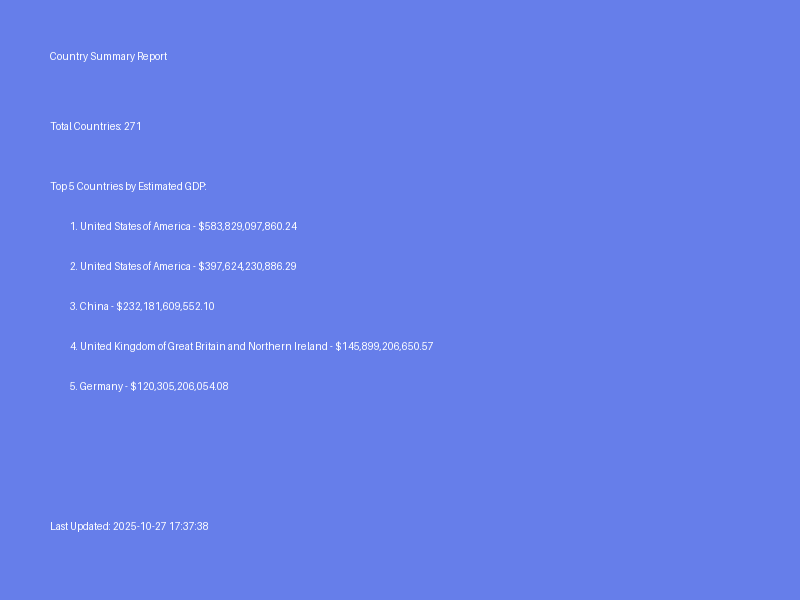 Country Summary Report
Total Countries: 271
Top 5 Countries by Estimated GDP:
1. United States of America - $583,829,097,860.24
2. United States of America - $397,624,230,886.29
3. China - $232,181,609,552.10
4. United Kingdom of Great Britain and Northern Ireland - $145,899,206,650.57
5. Germany - $120,305,206,054.08
Last Updated: 2025-10-27 17:37:38